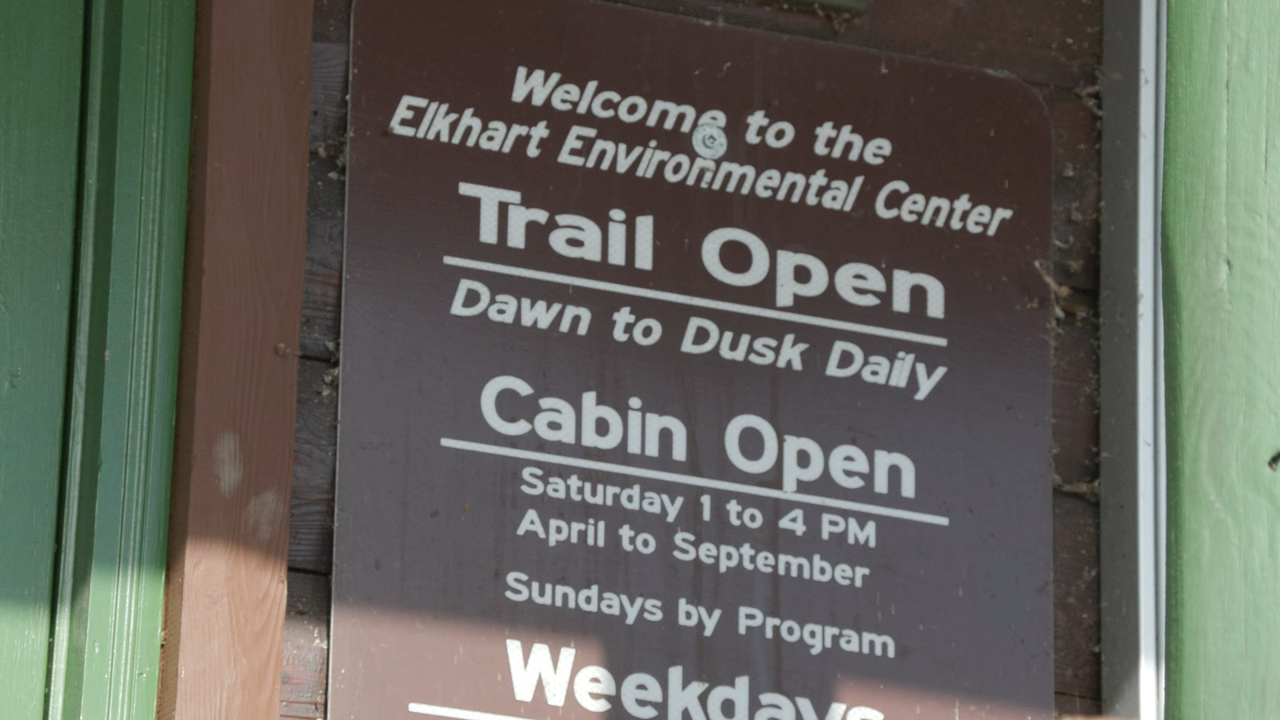 Welcome to the
Elkhart Environmental Center
Trail Open
Dawn to Dusk Daily
Cabin Open
Saturday 1 to 4 PM
April to September
Sundays by Program
Weekdays